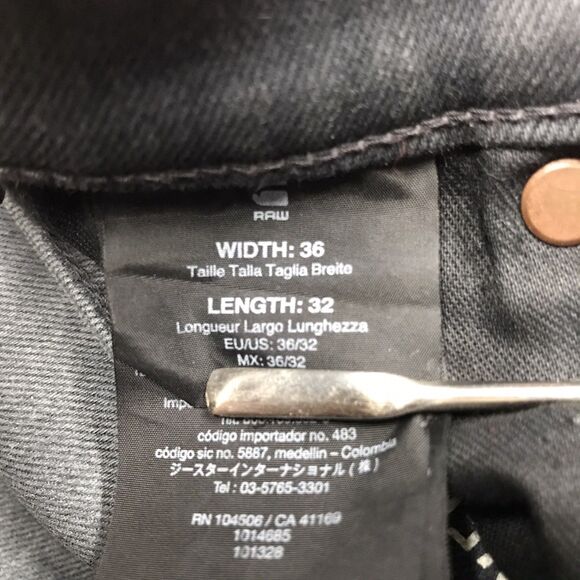 RAW
WIDTH: 36
Taille Talla Taglia Breite
LENGTH: 32
Longueur Largo Lunghezza
EU/US: 36/32
MX: 36/32
código importador no. 483
código sic no. 5887, medellin - Colombia
ジースターインターナショナル(株)
Tel : 03-5765-3301
RN 104506 / CA 41169
1014685
101328